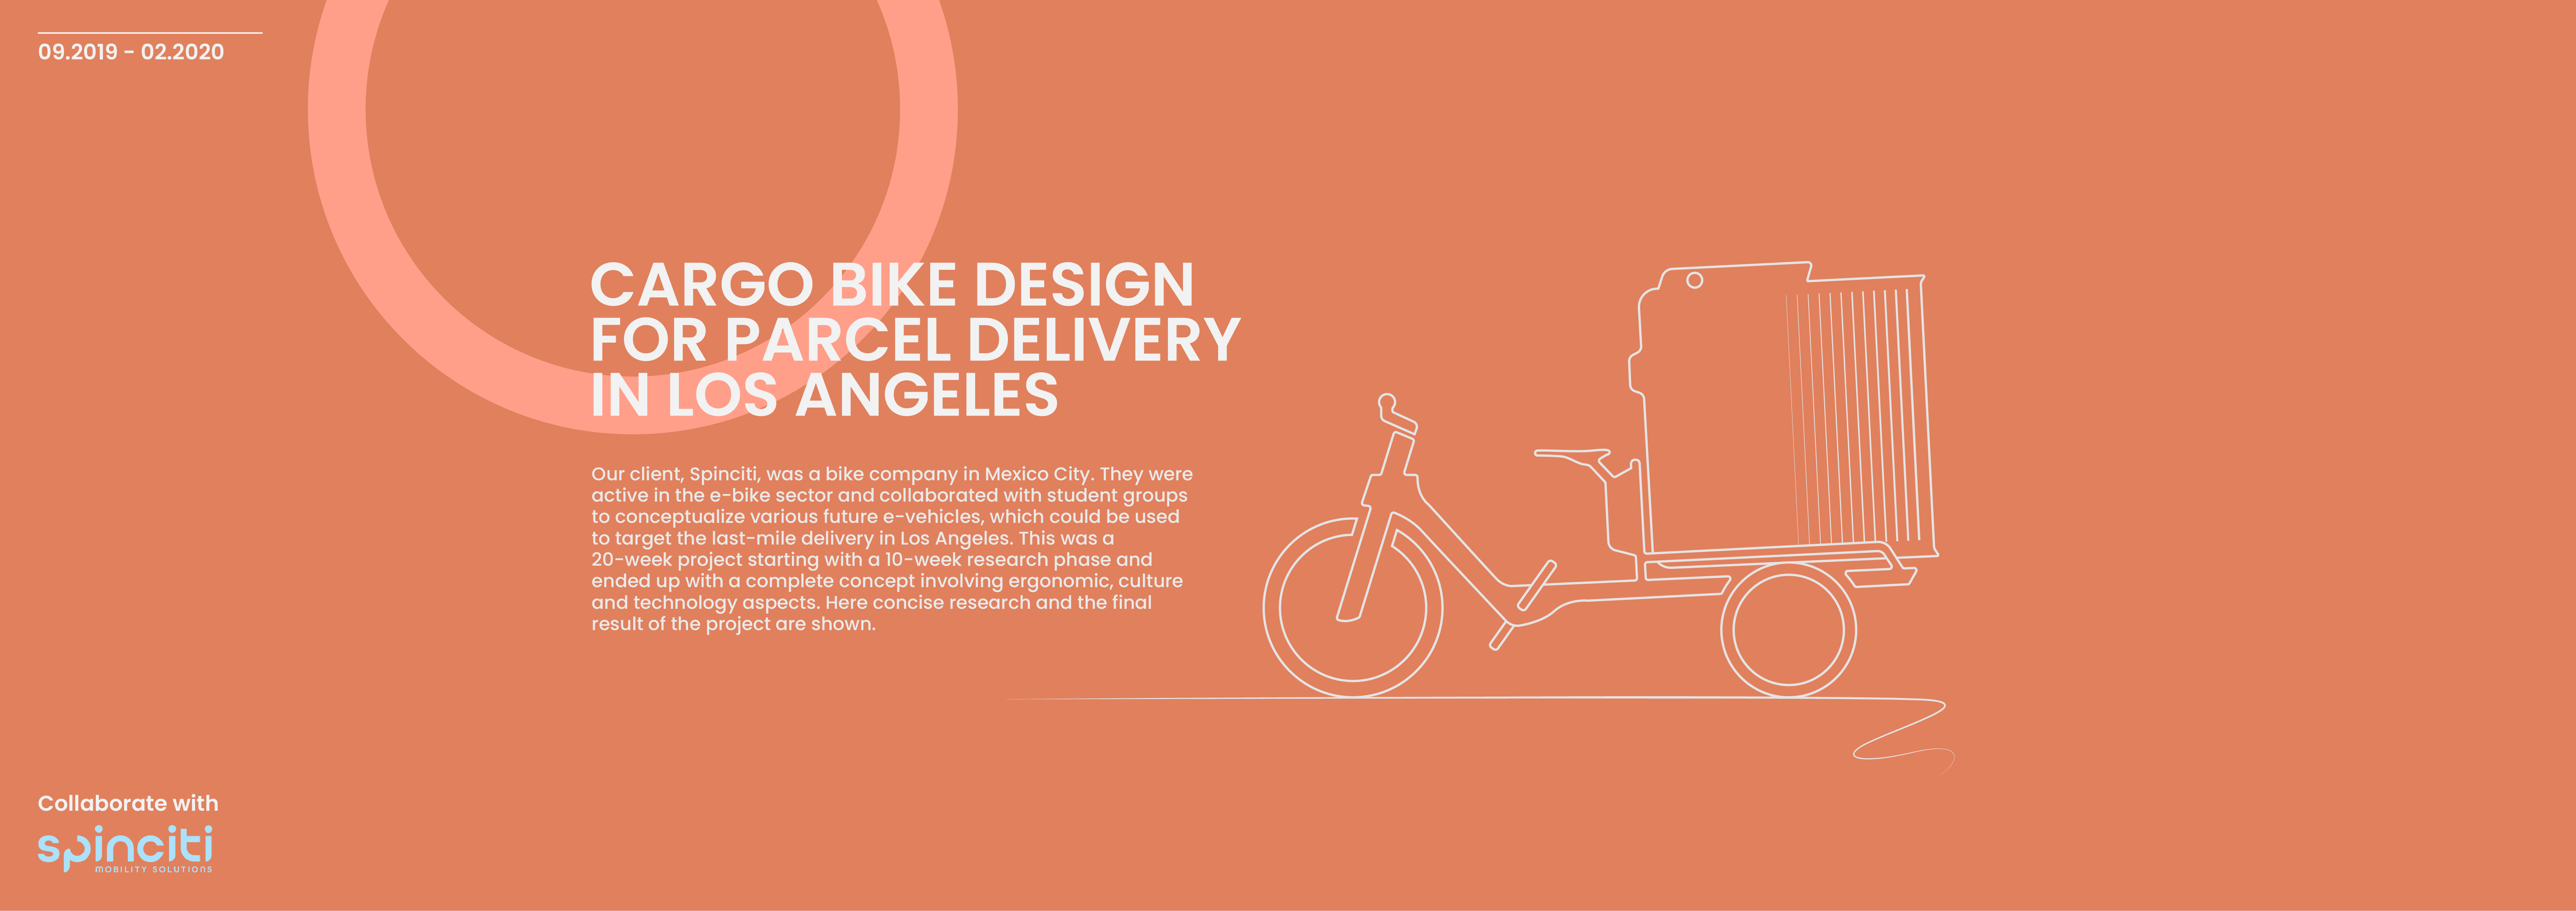 09.2019 - 02.2020
CARGO BIKE DESIGN
FOR PARCEL DELIVERY
IN LOS ANGELES
Our client, Spinciti, was a bike company in Mexico City. They were
active in the e-bike sector and collaborated with student groups
to conceptualize various future e-vehicles, which could be used
to target the last-mile delivery in Los Angeles. This was a
20-week project starting with a 10-week research phase and
ended up with a complete concept involving ergonomic, culture
and technology aspects. Here concise research and the final
result of the project are shown.
Collaborate with
spinciti
MOBILITY SOLUTIONS